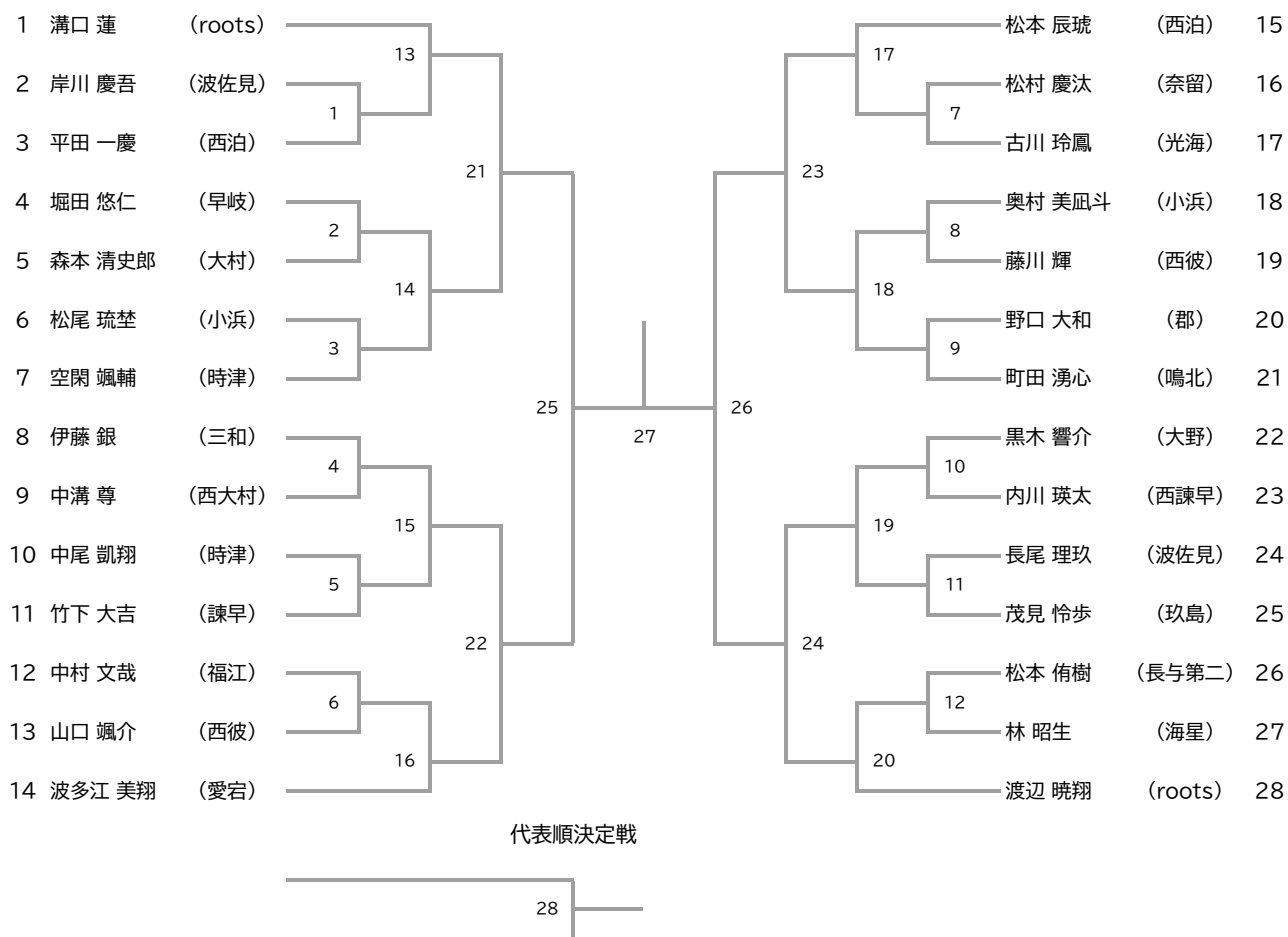 1 溝口 蓮 （roots） 松本 辰琥 （西泊） 15
13 17
2 岸川 慶吾 （波佐見） 松村 慶汰 （奈留） 16
1 7
3 平田 一慶 （西泊） 古川 玲鳳 （光海） 17
21 23
4 堀田 悠仁 （早岐） 奥村 美凪斗 （小浜） 18
2 8
5 森本 清史郎 （大村） 藤川 輝 （西彼） 19
14 18
6 松尾 琉埜 （小浜） 野口 大和 （郡） 20
3 9
7 空閑 颯輔 （時津） 町田 湧心 （鳴北） 21
25 27 26
8 伊藤 銀 （三和） 黒木 響介 （大野） 22
4 10
9 中溝 尊 （西大村） 内川 瑛太 （西諫早） 23
15 19
10 中尾 凱翔 （時津） 長尾 理玖 （波佐見） 24
5 11
11 竹下 大吉 （諫早） 茂見 怜歩 （玖島） 25
22 24
12 中村 文哉 （福江） 松本 侑樹 （長与第二） 26
6 12
13 山口 颯介 （西彼） 林 昭生 （海星） 27
16 20
14 波多江 美翔 （愛宕） 渡辺 暁翔 （roots） 28
代表順決定戦
28